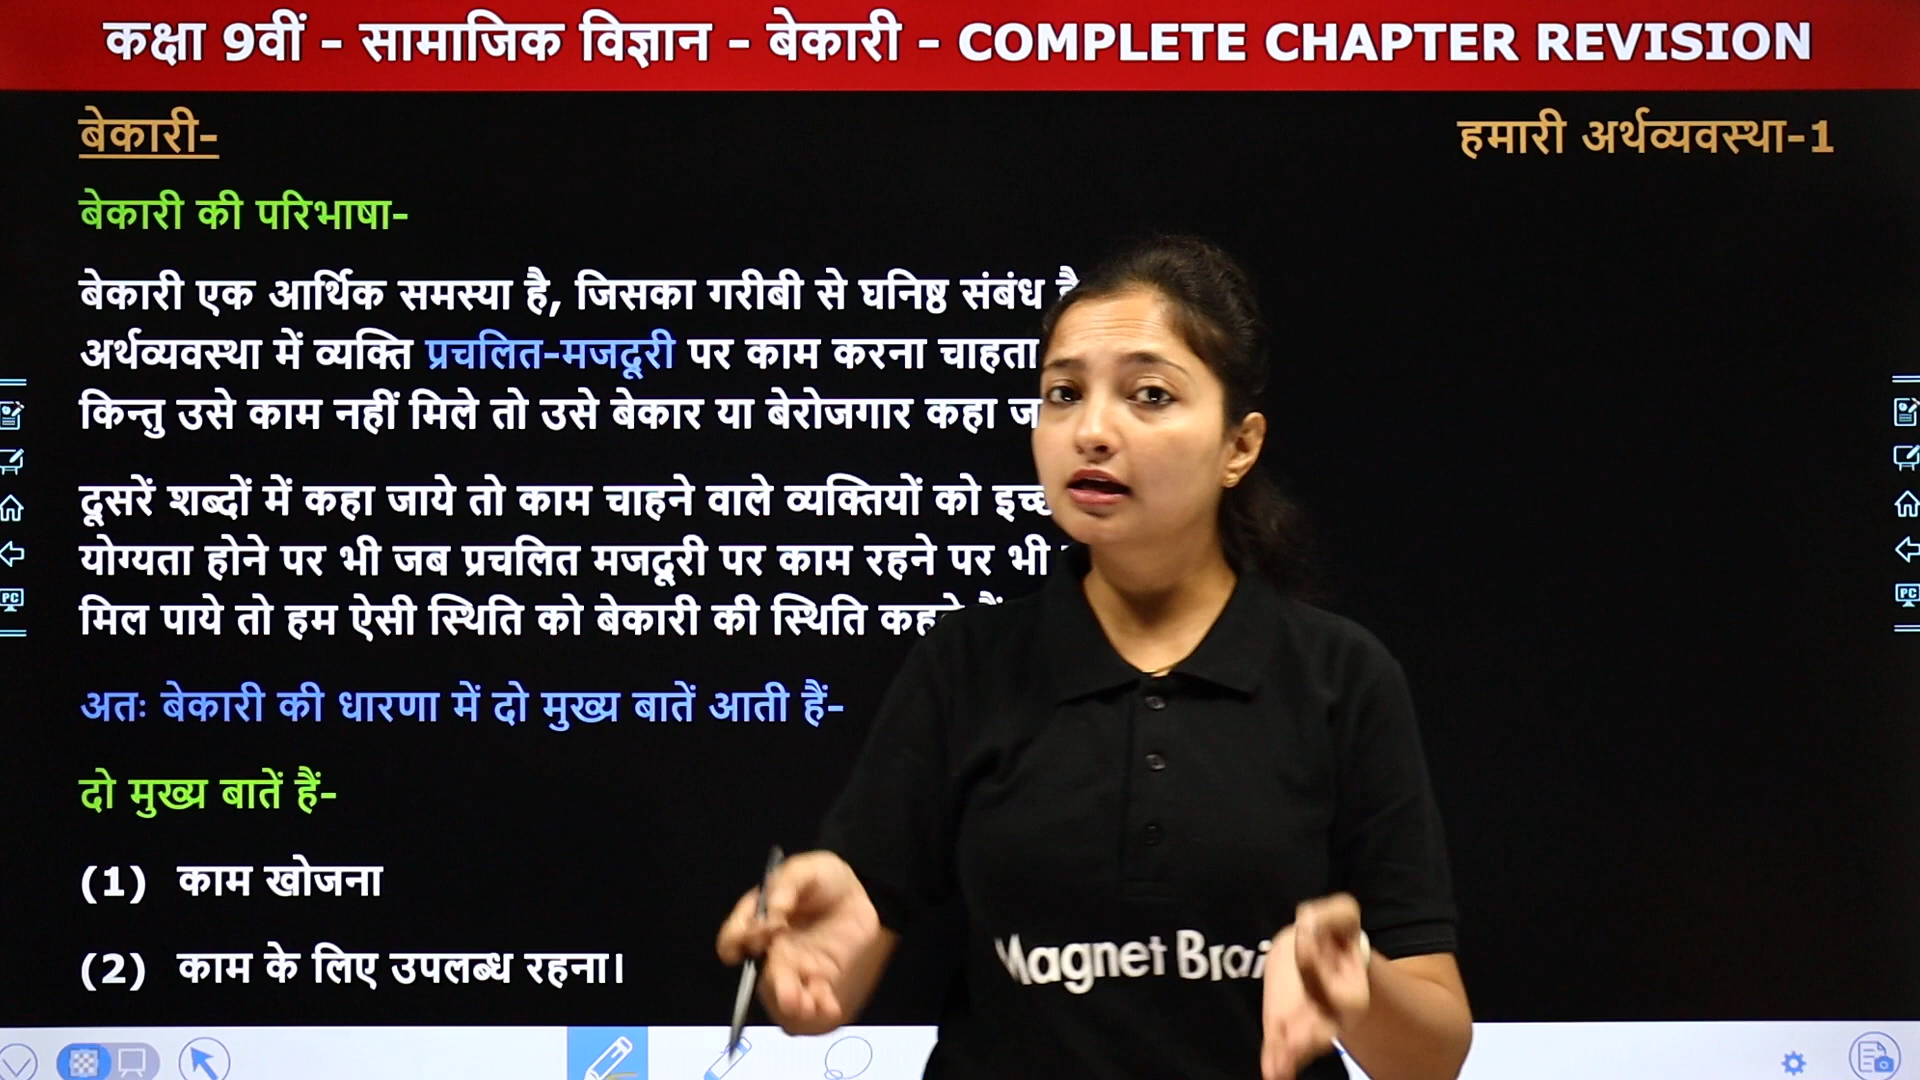 कक्षा 9वीं - सामाजिक विज्ञान - बेकारी - COMPLETE CHAPTER REVISION
बेकारी-
हमारी अर्थव्यवस्था-1
बेकारी की परिभाषा-
बेकारी एक आर्थिक समस्या है, जिसका गरीबी से घनिष्ठ संबंध है
अर्थव्यवस्था में व्यक्ति प्रचलित-मजदूरी पर काम करना चाहता
किन्तु उसे काम नहीं मिले तो उसे बेकार या बेरोजगार कहा
दूसरें शब्दों में कहा जाये तो काम चाहने वाले व्यक्तियों को
योग्यता होने पर भी जब प्रचलित मजदूरी पर काम रहने पर भी
मिल पाये तो हम ऐसी स्थिति को बेकारी की स्थिति
अतः बेकारी की धारणा में दो मुख्य बातें आती हैं-
दो मुख्य बातें हैं-
(1) काम खोजना
(2) काम के लिए उपलब्ध रहना।
Magnet
PC
PC